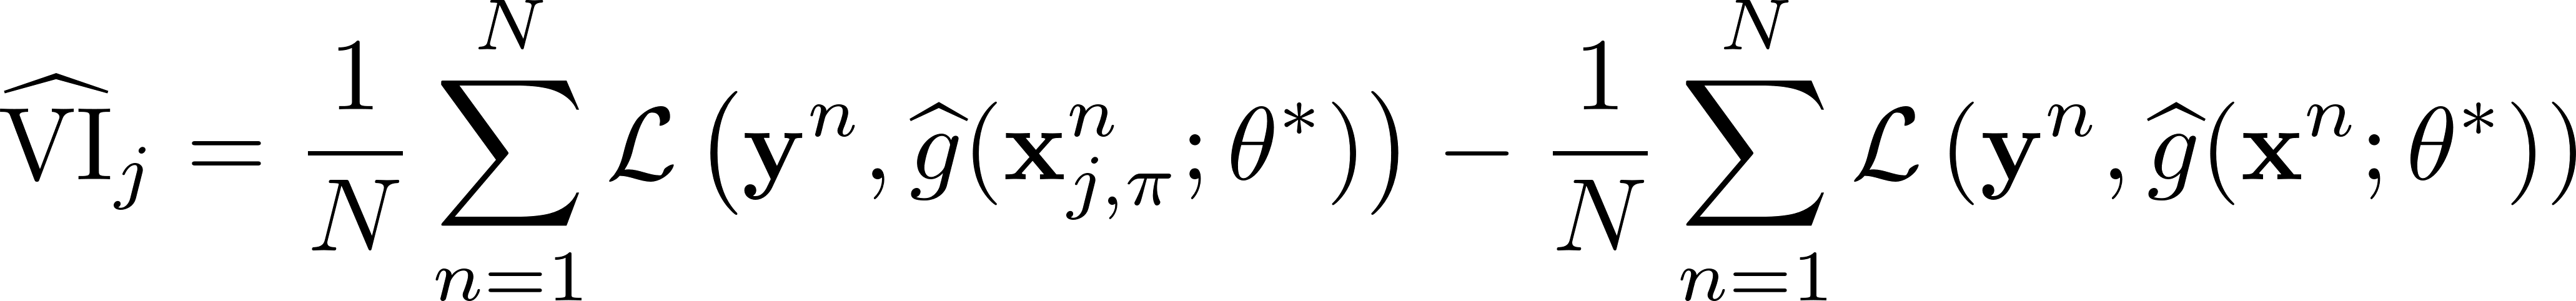 $\widehat{\mathrm{VI}}_j = \frac{1}{N} \sum_{n=1}^{N} \mathcal{L}\left(\mathbf{y}^n, \widehat{g}(\mathbf{x}_{j,\pi}^n; \theta^*)\right) - \frac{1}{N} \sum_{n=1}^{N} \mathcal{L}\left(\mathbf{y}^n, \widehat{g}(\mathbf{x}^n; \theta^*)\right)$